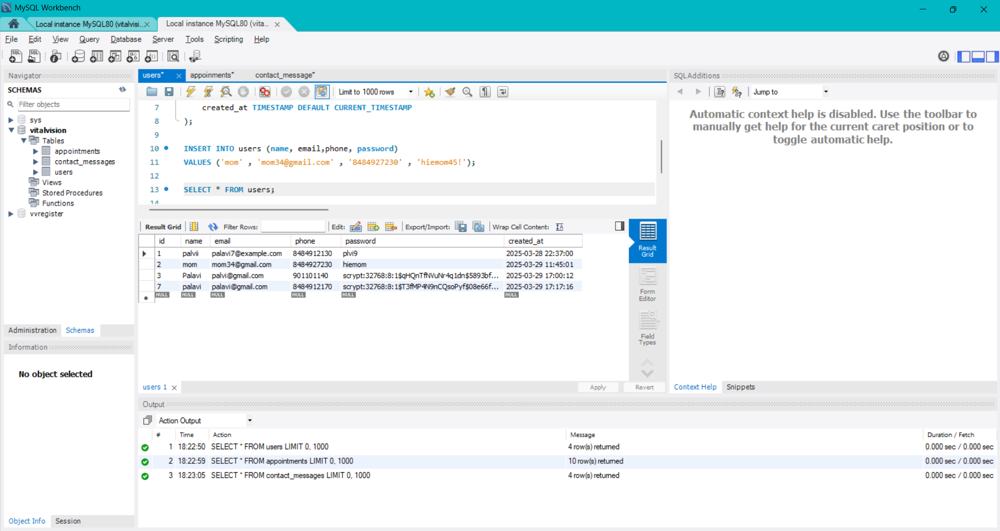 MySQL Workbench
Local instance MySQL80 (vitalvisi...
Local instance MySQL80 (vita...
File Edit View Query Database Server Tools Scripting Help
Navigator
SCHEMAS
Filter objects
sys
vitalvision
Tables
appointments
contact_messages
users
Views
Stored Procedures
Functions
vvregister
Administration Schemas
Information
No object selected
Object Info Session
users* appoinments* contact_message*
Limit to 1000 rows
7 created_at TIMESTAMP DEFAULT CURRENT_TIMESTAMP
8 );
9
10 INSERT INTO users (name, email,phone, password)
11 VALUES ('mom' , 'mom34@gmail.com' , '8484927230' , 'hiemom45!');
12
13 SELECT * FROM users;
14
Result Grid Filter Rows: Edit: Export/Import: Wrap Cell Content:
id name email phone password created_at
1 palvii palavi7@example.com 8484912130 plvi9 2025-03-28 22:37:00
2 mom mom34@gmail.com 8484927230 hiemom 2025-03-29 11:45:01
3 Palavi palvi@gmail.com 901101140 scrypt:32768:8:1$qHQnTfNVuNr4q1dn$5893bf... 2025-03-29 17:00:12
7 palavi palavi@gmail.com 8484912170 scrypt:32768:8:1$T3fMP4N9nCQsoPyf$08e66f... 2025-03-29 17:17:16
NULL NULL NULL NULL NULL NULL
Result Grid
Form Editor
Field Types
users 1
Apply Revert
SQLAdditions
Jump to
Automatic context help is disabled. Use the toolbar to
manually get help for the current caret position or to
toggle automatic help.
Context Help Snippets
Output
Action Output
# Time Action Message Duration / Fetch
1 18:22:50 SELECT * FROM users LIMIT 0, 1000 4 row(s) returned 0.000 sec / 0.000 sec
2 18:22:59 SELECT * FROM appointments LIMIT 0, 1000 10 row(s) returned 0.000 sec / 0.000 sec
3 18:23:05 SELECT * FROM contact_messages LIMIT 0, 1000 4 row(s) returned 0.000 sec / 0.000 sec